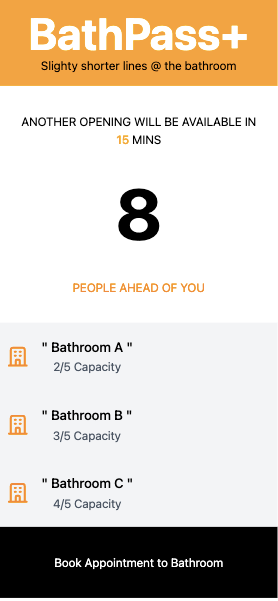 BathPass+
Slighty shorter lines @ the bathroom
ANOTHER OPENING WILL BE AVAILABLE IN
15 MINS
8
PEOPLE AHEAD OF YOU
" Bathroom A "
2/5 Capacity
" Bathroom B "
3/5 Capacity
" Bathroom C "
4/5 Capacity
Book Appointment to Bathroom